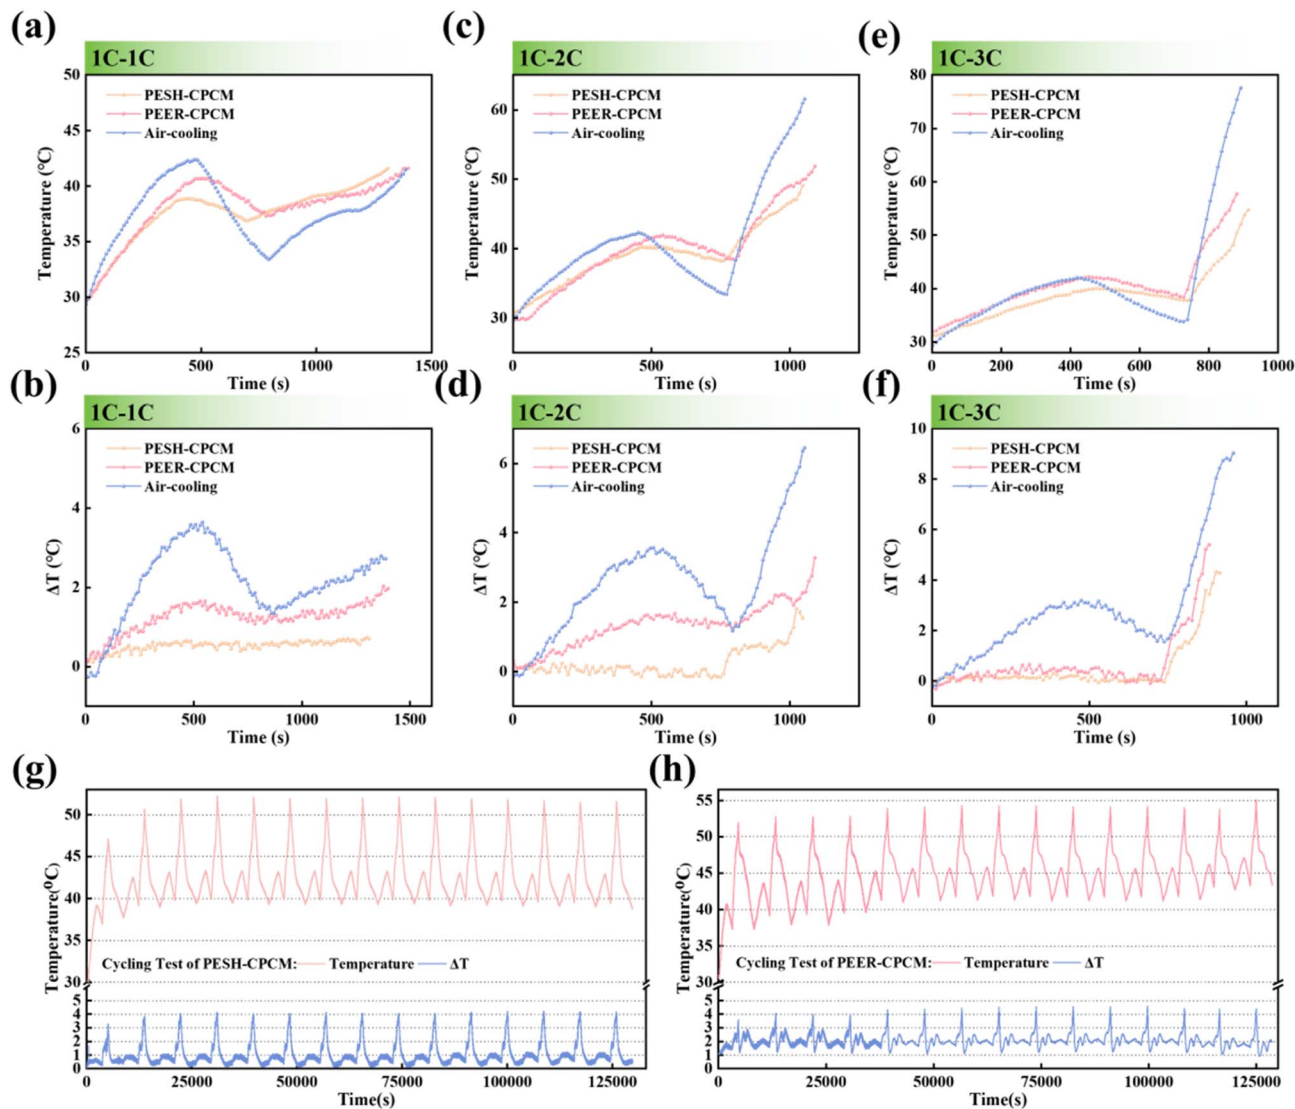 (a)
1C-1C
PESH-CPCM
PEER-CPCM
Air-cooling
Temperature (°C)
50
45
40
35
30
25
0 500 1000 1500
Time (s)
(c)
1C-2C
PESH-CPCM
PEER-CPCM
Air-cooling
Temperature (°C)
60
50
40
30
0 500 1000
Time (s)
(e)
1C-3C
PESH-CPCM
PEER-CPCM
Air-cooling
Temperature (°C)
80
70
60
50
40
30
0 200 400 600 800 1000
Time (s)
(b)
1C-1C
PESH-CPCM
PEER-CPCM
Air-cooling
ΔT (°C)
6
4
2
0
0 500 1000 1500
Time (s)
(d)
1C-2C
PESH-CPCM
PEER-CPCM
Air-cooling
ΔT (°C)
6
4
2
0
0 500 1000
Time (s)
(f)
1C-3C
PESH-CPCM
PEER-CPCM
Air-cooling
ΔT (°C)
10
8
6
4
2
0
0 500 1000
Time (s)
(g)
Temperature(⁰C)
50
45
40
35
30
Cycling Test of PESH-CPCM: Temperature ΔT
5
4
3
2
1
0
0 25000 50000 75000 100000 125000
Time(s)
(h)
Temperature(⁰C)
55
50
45
40
35
30
Cycling Test of PEER-CPCM: Temperature ΔT
5
4
3
2
1
0
0 25000 50000 75000 100000 125000
Time(s)